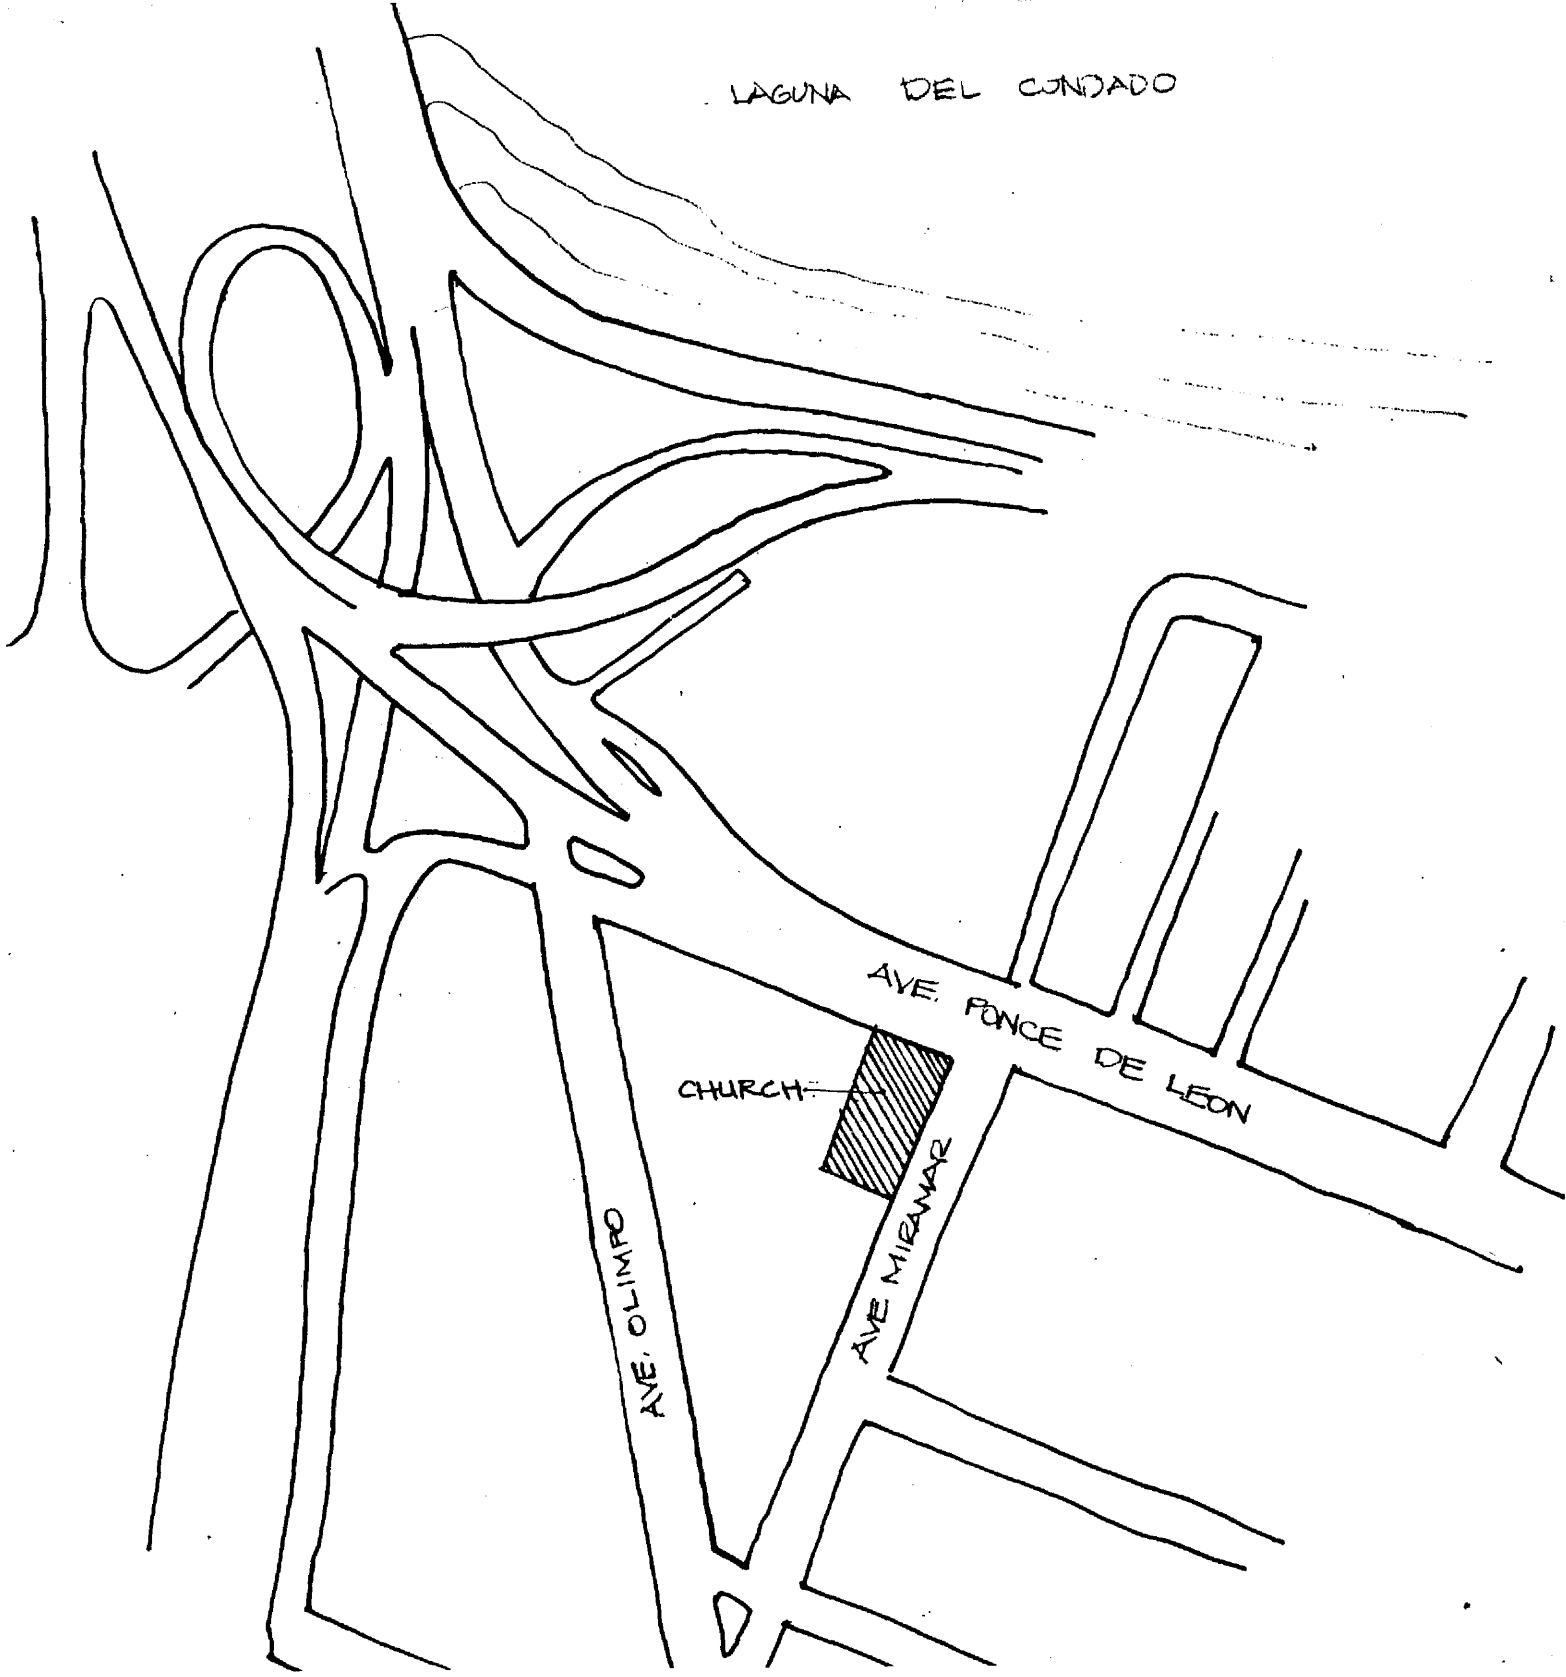 LAGUNA DEL CONDADO
AVE. PONCE DE LEON
CHURCH
AVE MIRAMAR
AVE. OLIMPO